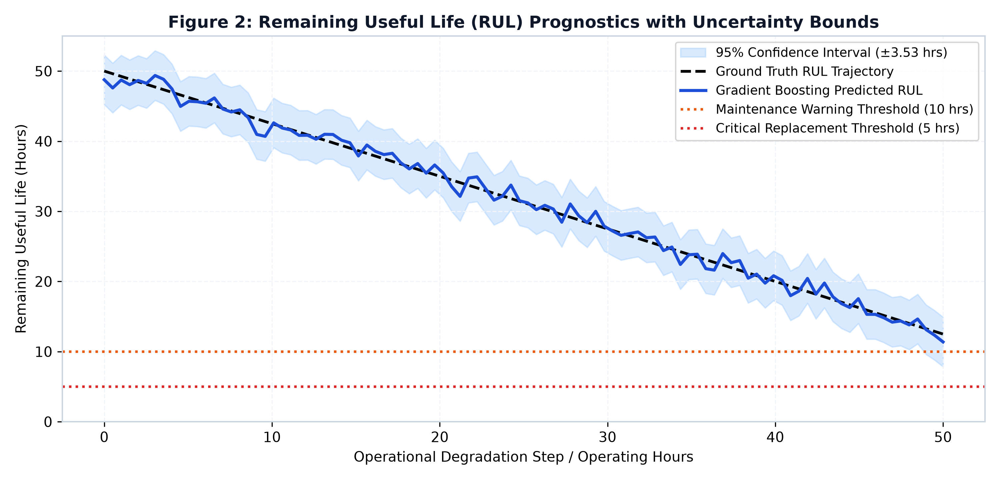 Figure 2: Remaining Useful Life (RUL) Prognostics with Uncertainty Bounds
95% Confidence Interval (±3.53 hrs)
Ground Truth RUL Trajectory
Gradient Boosting Predicted RUL
Maintenance Warning Threshold (10 hrs)
Critical Replacement Threshold (5 hrs)
Remaining Useful Life (Hours)
50
40
30
20
10
0
0 10 20 30 40 50
Operational Degradation Step / Operating Hours